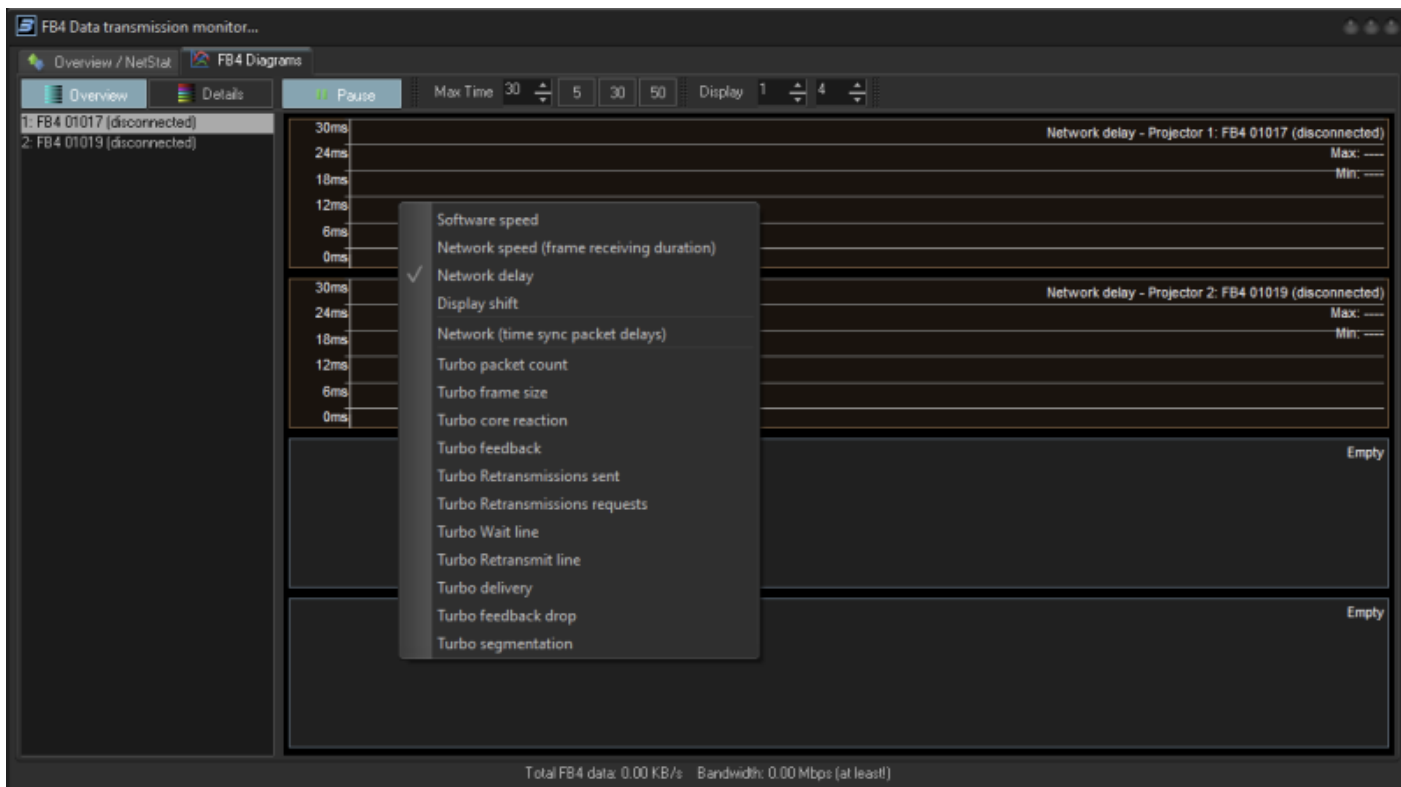 FB4 Data transmission monitor...
Overview / NetStat FB4 Diagrams
Overview Details Pause Max Time 30 5 30 50 Display 1 4
1: FB4 01017 (disconnected)
2: FB4 01019 (disconnected)
30ms
24ms
18ms
12ms
6ms
0ms
Network delay - Projector 1: FB4 01017 (disconnected)
Max: ----
Min: ----
30ms
24ms
18ms
12ms
6ms
0ms
Network delay - Projector 2: FB4 01019 (disconnected)
Max: ----
Min: ----
Empty
Empty
Software speed
Network speed (frame receiving duration)
Network delay
Display shift
Network (time sync packet delays)
Turbo packet count
Turbo frame size
Turbo core reaction
Turbo feedback
Turbo Retransmissions sent
Turbo Retransmissions requests
Turbo Wait line
Turbo Retransmit line
Turbo delivery
Turbo feedback drop
Turbo segmentation
Total FB4 data: 0.00 KB/s Bandwidth: 0.00 Mbps (at least!)